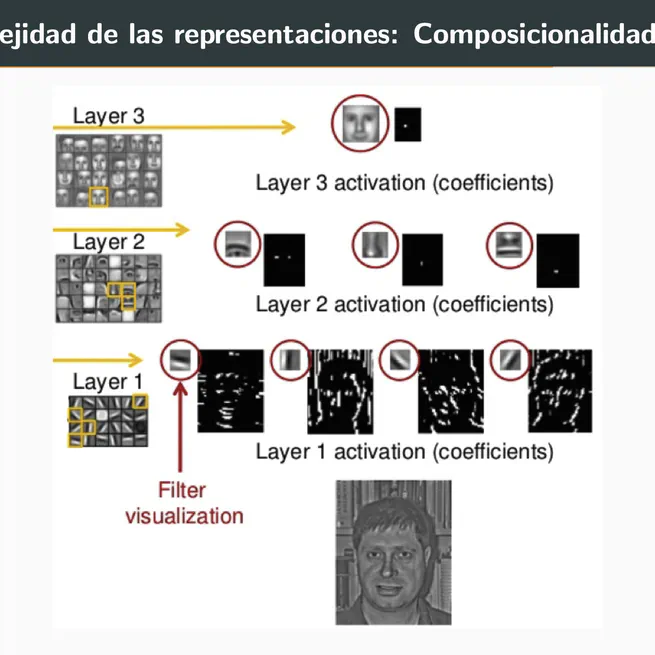 ejidad de las representaciones: Composicionalidad
Layer 3
Layer 3 activation (coefficients)
Layer 2
Layer 2 activation (coefficients)
Layer 1
Layer 1 activation (coefficients)
Filter
visualization